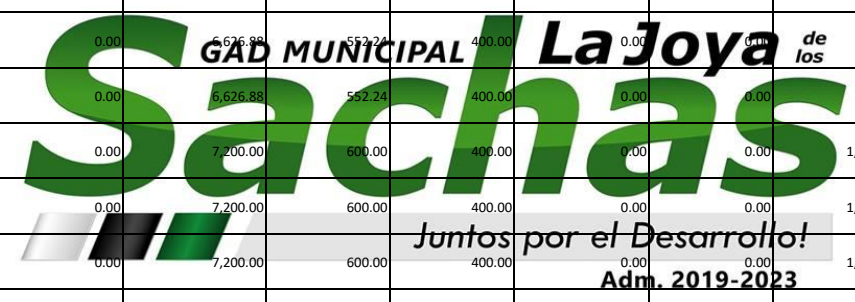 GAD MUNICIPAL La Joya de los
Sachas
Juntos por el Desarrollo!
Adm. 2019-2023
0.00 6,626.88 552.24 400.00 0.00 0.00
0.00 6,626.88 552.24 400.00 0.00 0.00
0.00 7,200.00 600.00 400.00 0.00 0.00 1,
0.00 7,200.00 600.00 400.00 0.00 0.00 1,
0.00 7,200.00 600.00 400.00 0.00 0.00 1,